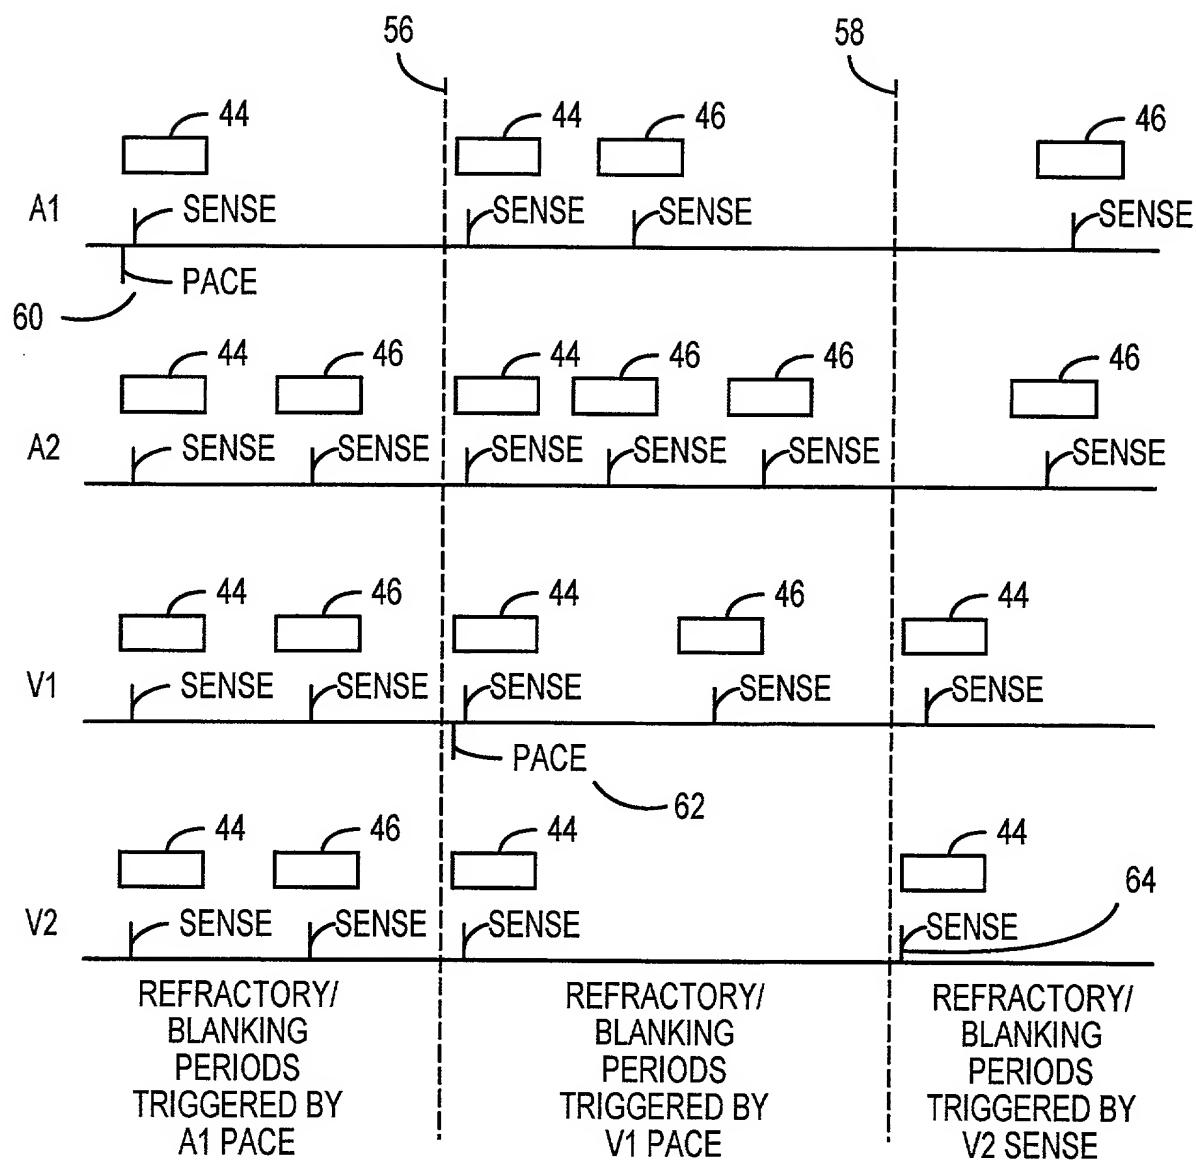 56
58
44
44
46
46
A1
SENSE
SENSE
SENSE
SENSE
PACE
60
44
46
44
46
46
46
A2
SENSE
SENSE
SENSE
SENSE
SENSE
SENSE
44
46
44
46
44
V1
SENSE
SENSE
SENSE
SENSE
SENSE
PACE
62
44
46
44
44
64
V2
SENSE
SENSE
SENSE
SENSE
REFRACTORY/
BLANKING
PERIODS
TRIGGERED BY
A1 PACE
REFRACTORY/
BLANKING
PERIODS
TRIGGERED BY
V1 PACE
REFRACTORY/
BLANKING
PERIODS
TRIGGERED BY
V2 SENSE